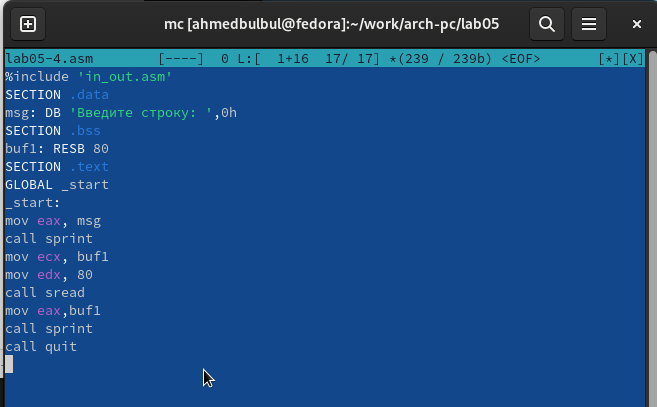 mc [ahmedbulbul@fedora]:~/work/arch-pc/lab05
lab05-4.asm [----] 0 L:[ 1+16 17/ 17] *(239 / 239b) <EOF> [*][X]
%include 'in_out.asm'
SECTION .data
msg: DB 'Введите строку: ',0h
SECTION .bss
buf1: RESB 80
SECTION .text
GLOBAL _start
_start:
mov eax, msg
call sprint
mov ecx, buf1
mov edx, 80
call sread
mov eax,buf1
call sprint
call quit